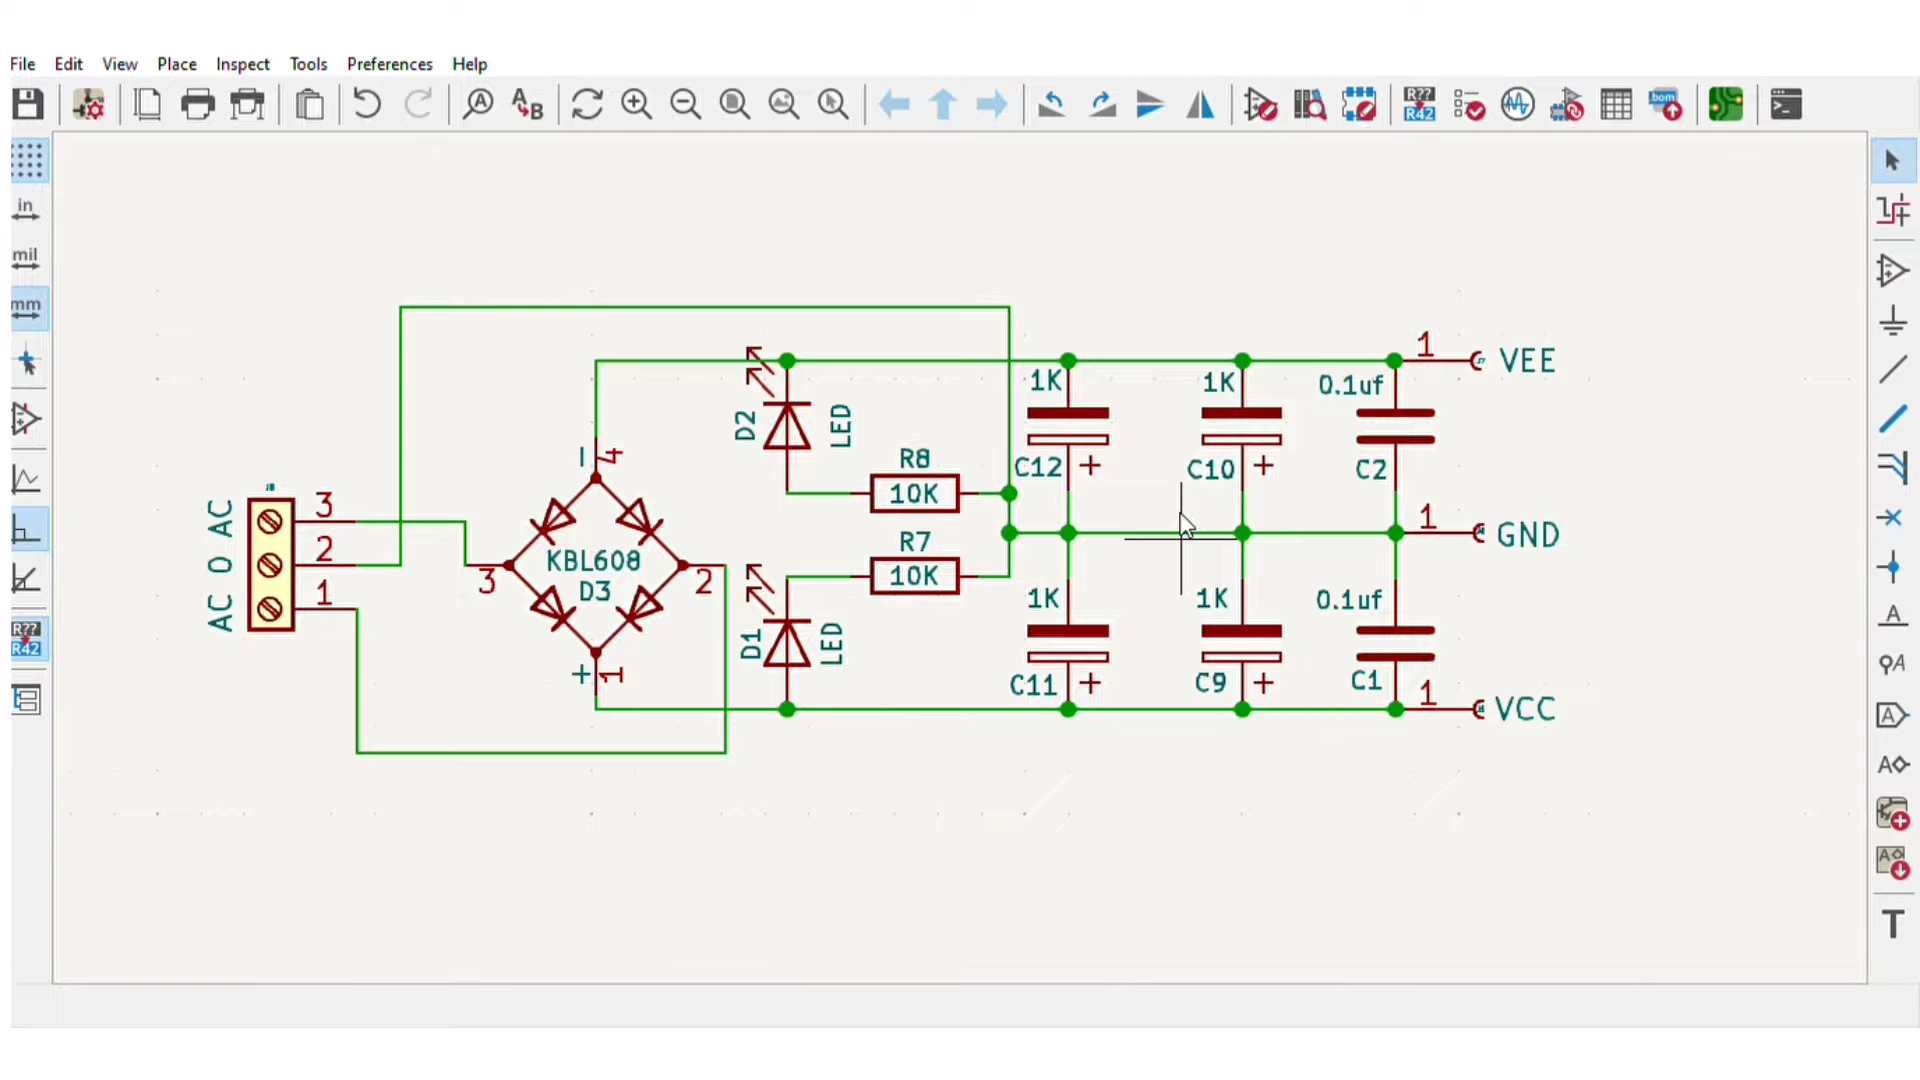 File Edit View Place Inspect Tools Preferences Help
A
A B
R??
R42
bom
in
mil
mm
R??
R42
A
A
A
A
A
T
1
VEE
1K
1K
0.1uf
D2
LED
4
R8
10K
C12
+
C10
+
C2
AC O AC
3
2
1
3
KBL608
D3
2
1
GND
R7
10K
1K
1K
0.1uf
D1
LED
+
1
C11
+
C9
+
C1
1
VCC